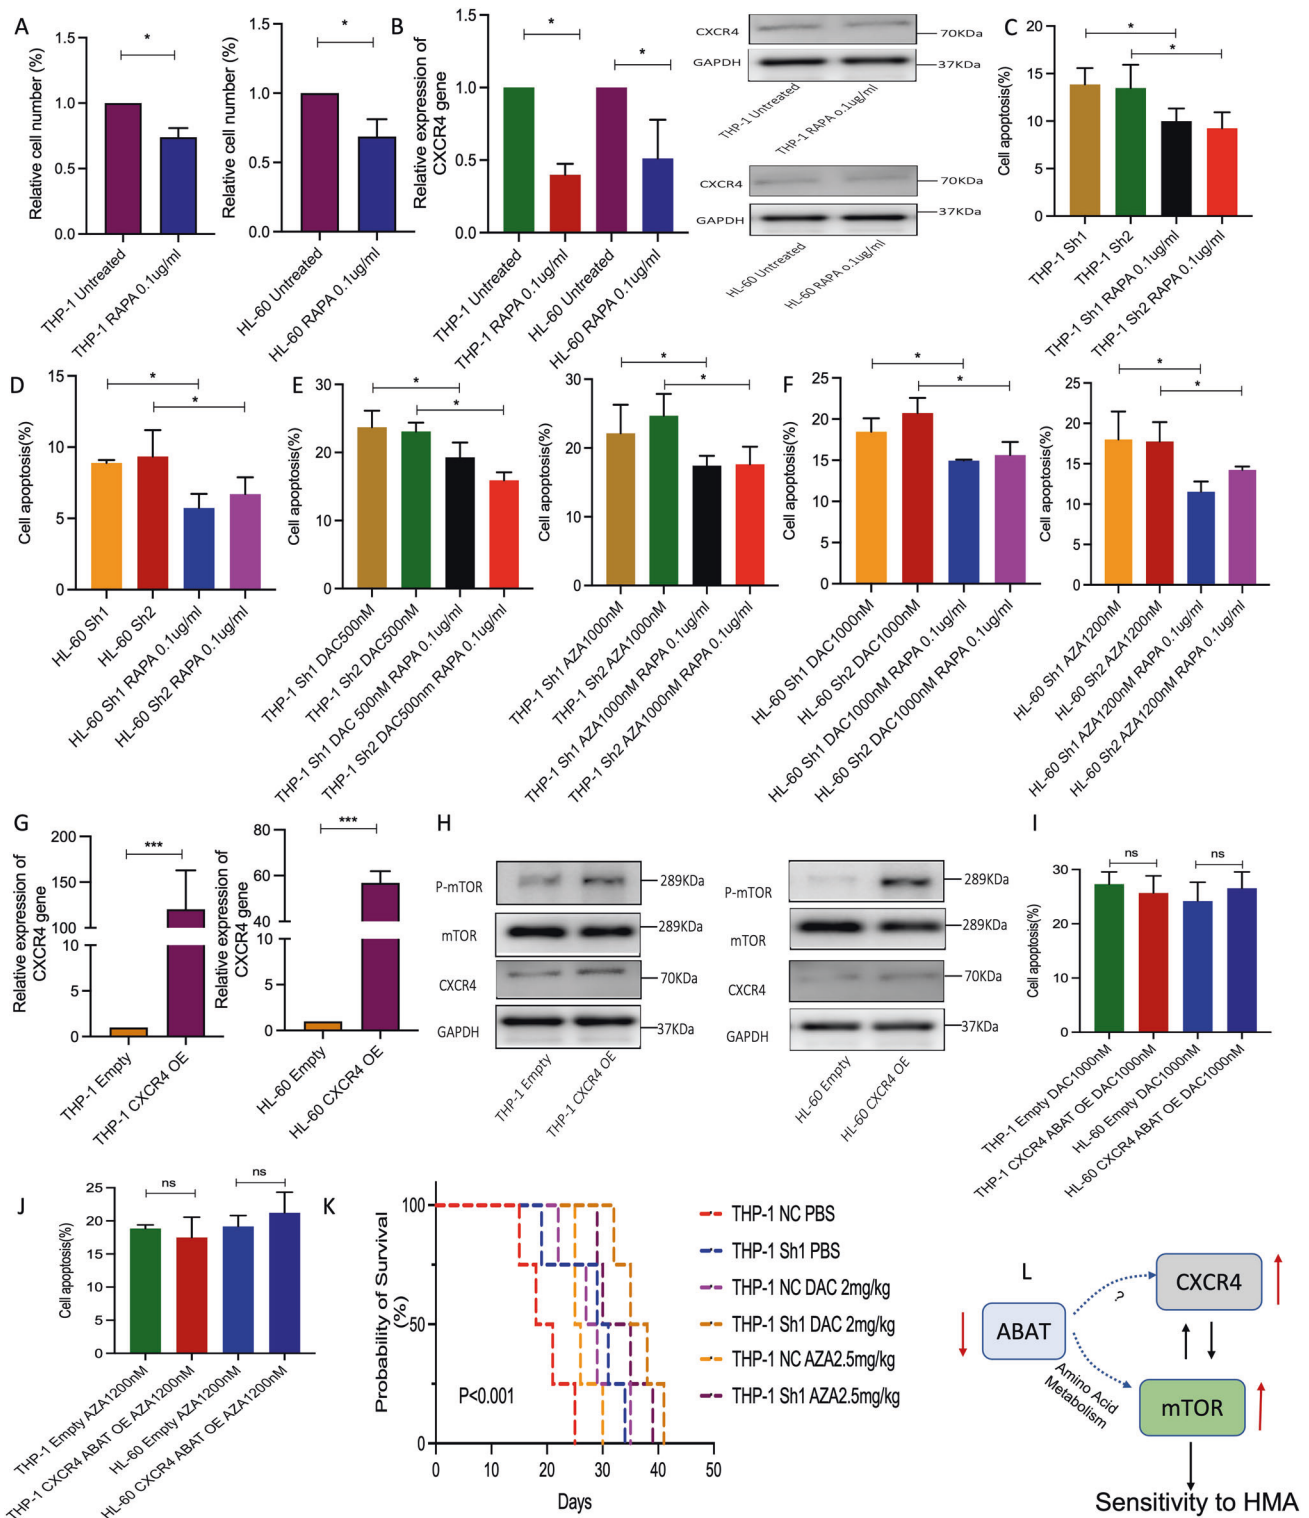 A
Relative cell number (%)
1.5
1.0
0.5
0.0
*
THP-1 Untreated
THP-1 RAPA 0.1ug/ml
Relative cell number (%)
1.5
1.0
0.5
0.0
*
HL-60 Untreated
HL-60 RAPA 0.1ug/ml
B
Relative expression of
CXCR4 gene
1.5
1.0
0.5
0.0
*
*
THP-1 Untreated
THP-1 RAPA 0.1ug/ml
HL-60 Untreated
HL-60 RAPA 0.1ug/ml
CXCR4
70KDa
GAPDH
37KDa
THP-1 Untreated
THP-1 RAPA o.1ug/ml
CXCR4
70KDa
GAPDH
37KDa
HL-60 Untreated
HL-60 RAPA o.1ug/ml
C
Cell apoptosis(%)
20
15
10
5
0
*
*
THP-1 Sh1
THP-1 Sh2
THP-1 Sh1 RAPA 0.1ug/ml
THP-1 Sh2 RAPA 0.1ug/ml
D
Cell apoptosis(%)
15
10
5
0
*
*
HL-60 Sh1
HL-60 Sh2
HL-60 Sh1 RAPA 0.1ug/ml
HL-60 Sh2 RAPA 0.1ug/ml
E
Cell apoptosis(%)
30
20
10
0
*
*
THP-1 Sh1 DAC500nM
THP-1 Sh2 DAC500nM
THP-1 Sh1 DAC 500nM RAPA 0.1ug/ml
THP-1 Sh2 DAC500nm RAPA 0.1ug/ml
Cell apoptosis(%)
30
20
10
0
*
*
THP-1 Sh1 AZA1000nM
THP-1 Sh2 AZA1000nM
THP-1 Sh1 AZA1000nM RAPA 0.1ug/ml
THP-1 Sh2 AZA1000nM RAPA 0.1ug/ml
F
Cell apoptosis(%)
25
20
15
10
5
0
*
*
HL-60 Sh1 DAC1000nM
HL-60 Sh2 DAC1000nM
HL-60 Sh1 DAC1000nM RAPA 0.1ug/ml
HL-60 Sh2 DAC1000nM RAPA 0.1ug/ml
Cell apoptosis(%)
25
20
15
10
5
0
*
*
HL-60 Sh1 AZA1200nM
HL-60 Sh2 AZA1200nM
HL-60 Sh1 AZA1200nM RAPA 0.1ug/ml
HL-60 Sh2 AZA1200nM RAPA 0.1ug/ml
G
Relative expression of
CXCR4 gene
200
150
100
10
5
0
***
THP-1 Empty
THP-1 CXCR4 OE
Relative expression of
CXCR4 gene
80
60
40
10
5
0
***
HL-60 Empty
HL-60 CXCR4 OE
H
P-mTOR
289KDa
mTOR
289KDa
CXCR4
70KDa
GAPDH
37KDa
THP-1 Empty
THP-1 CXCR4 OE
P-mTOR
289KDa
mTOR
289KDa
CXCR4
70KDa
GAPDH
37KDa
HL-60 Empty
HL-60 CXCR4 OE
I
Cell apoptosis(%)
30
20
10
0
ns
ns
THP-1 Empty DAC1000nM
THP-1 CXCR4 ABAT OE DAC1000nM
HL-60 Empty DAC1000nM
HL-60 CXCR4 ABAT OE DAC1000nM
J
Cell apoptosis(%)
25
20
15
10
5
0
ns
ns
THP-1 Empty AZA1200nM
THP-1 CXCR4 ABAT OE AZA1200nM
HL-60 Empty AZA1200nM
HL-60 CXCR4 ABAT OE AZA1200nM
K
Probability of Survival
(%)
100
50
0
P<0.001
0 10 20 30 40 50
Days
THP-1 NC PBS
THP-1 Sh1 PBS
THP-1 NC DAC 2mg/kg
THP-1 Sh1 DAC 2mg/kg
THP-1 NC AZA2.5mg/kg
THP-1 Sh1 AZA2.5mg/kg
L
CXCR4
?
ABAT
Amino Acid
Metabolism
mTOR
Sensitivity to HMA